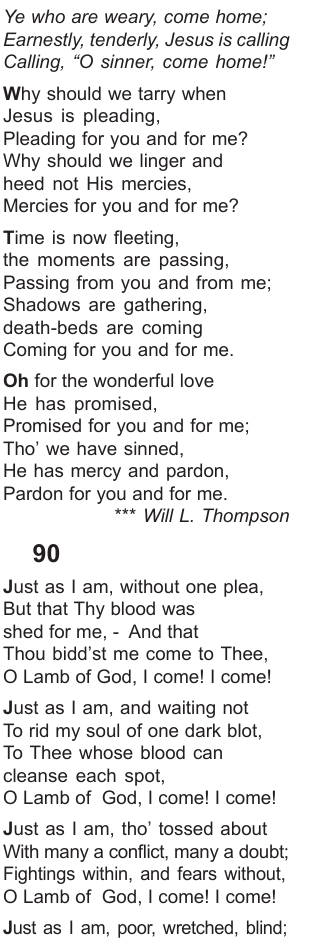 Ye who are weary, come home;
Earnestly, tenderly, Jesus is calling
Calling, “O sinner, come home!”
Why should we tarry when
Jesus is pleading,
Pleading for you and for me?
Why should we linger and
heed not His mercies,
Mercies for you and for me?
Time is now fleeting,
the moments are passing,
Passing from you and from me;
Shadows are gathering,
death-beds are coming
Coming for you and for me.
Oh for the wonderful love
He has promised,
Promised for you and for me;
Tho’ we have sinned,
He has mercy and pardon,
Pardon for you and for me.
*** Will L. Thompson
90
Just as I am, without one plea,
But that Thy blood was
shed for me, - And that
Thou bidd’st me come to Thee,
O Lamb of God, I come! I come!
Just as I am, and waiting not
To rid my soul of one dark blot,
To Thee whose blood can
cleanse each spot,
O Lamb of God, I come! I come!
Just as I am, tho’ tossed about
With many a conflict, many a doubt;
Fightings within, and fears without,
O Lamb of God, I come! I come!
Just as I am, poor, wretched, blind;